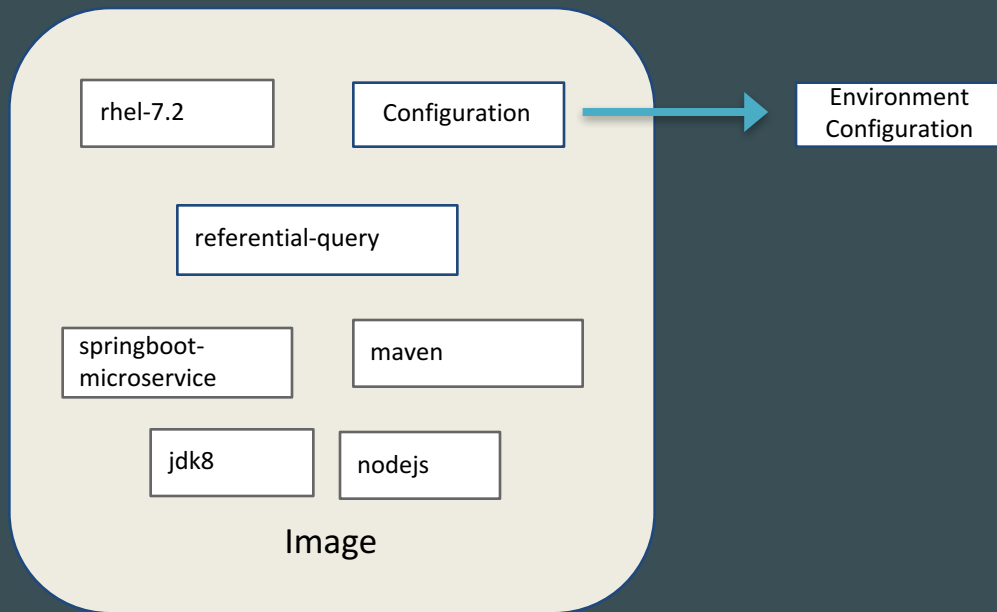 rhel-7.2
Configuration
Environment
Configuration
referential-query
springboot-
microservice
maven
jdk8
nodejs
Image